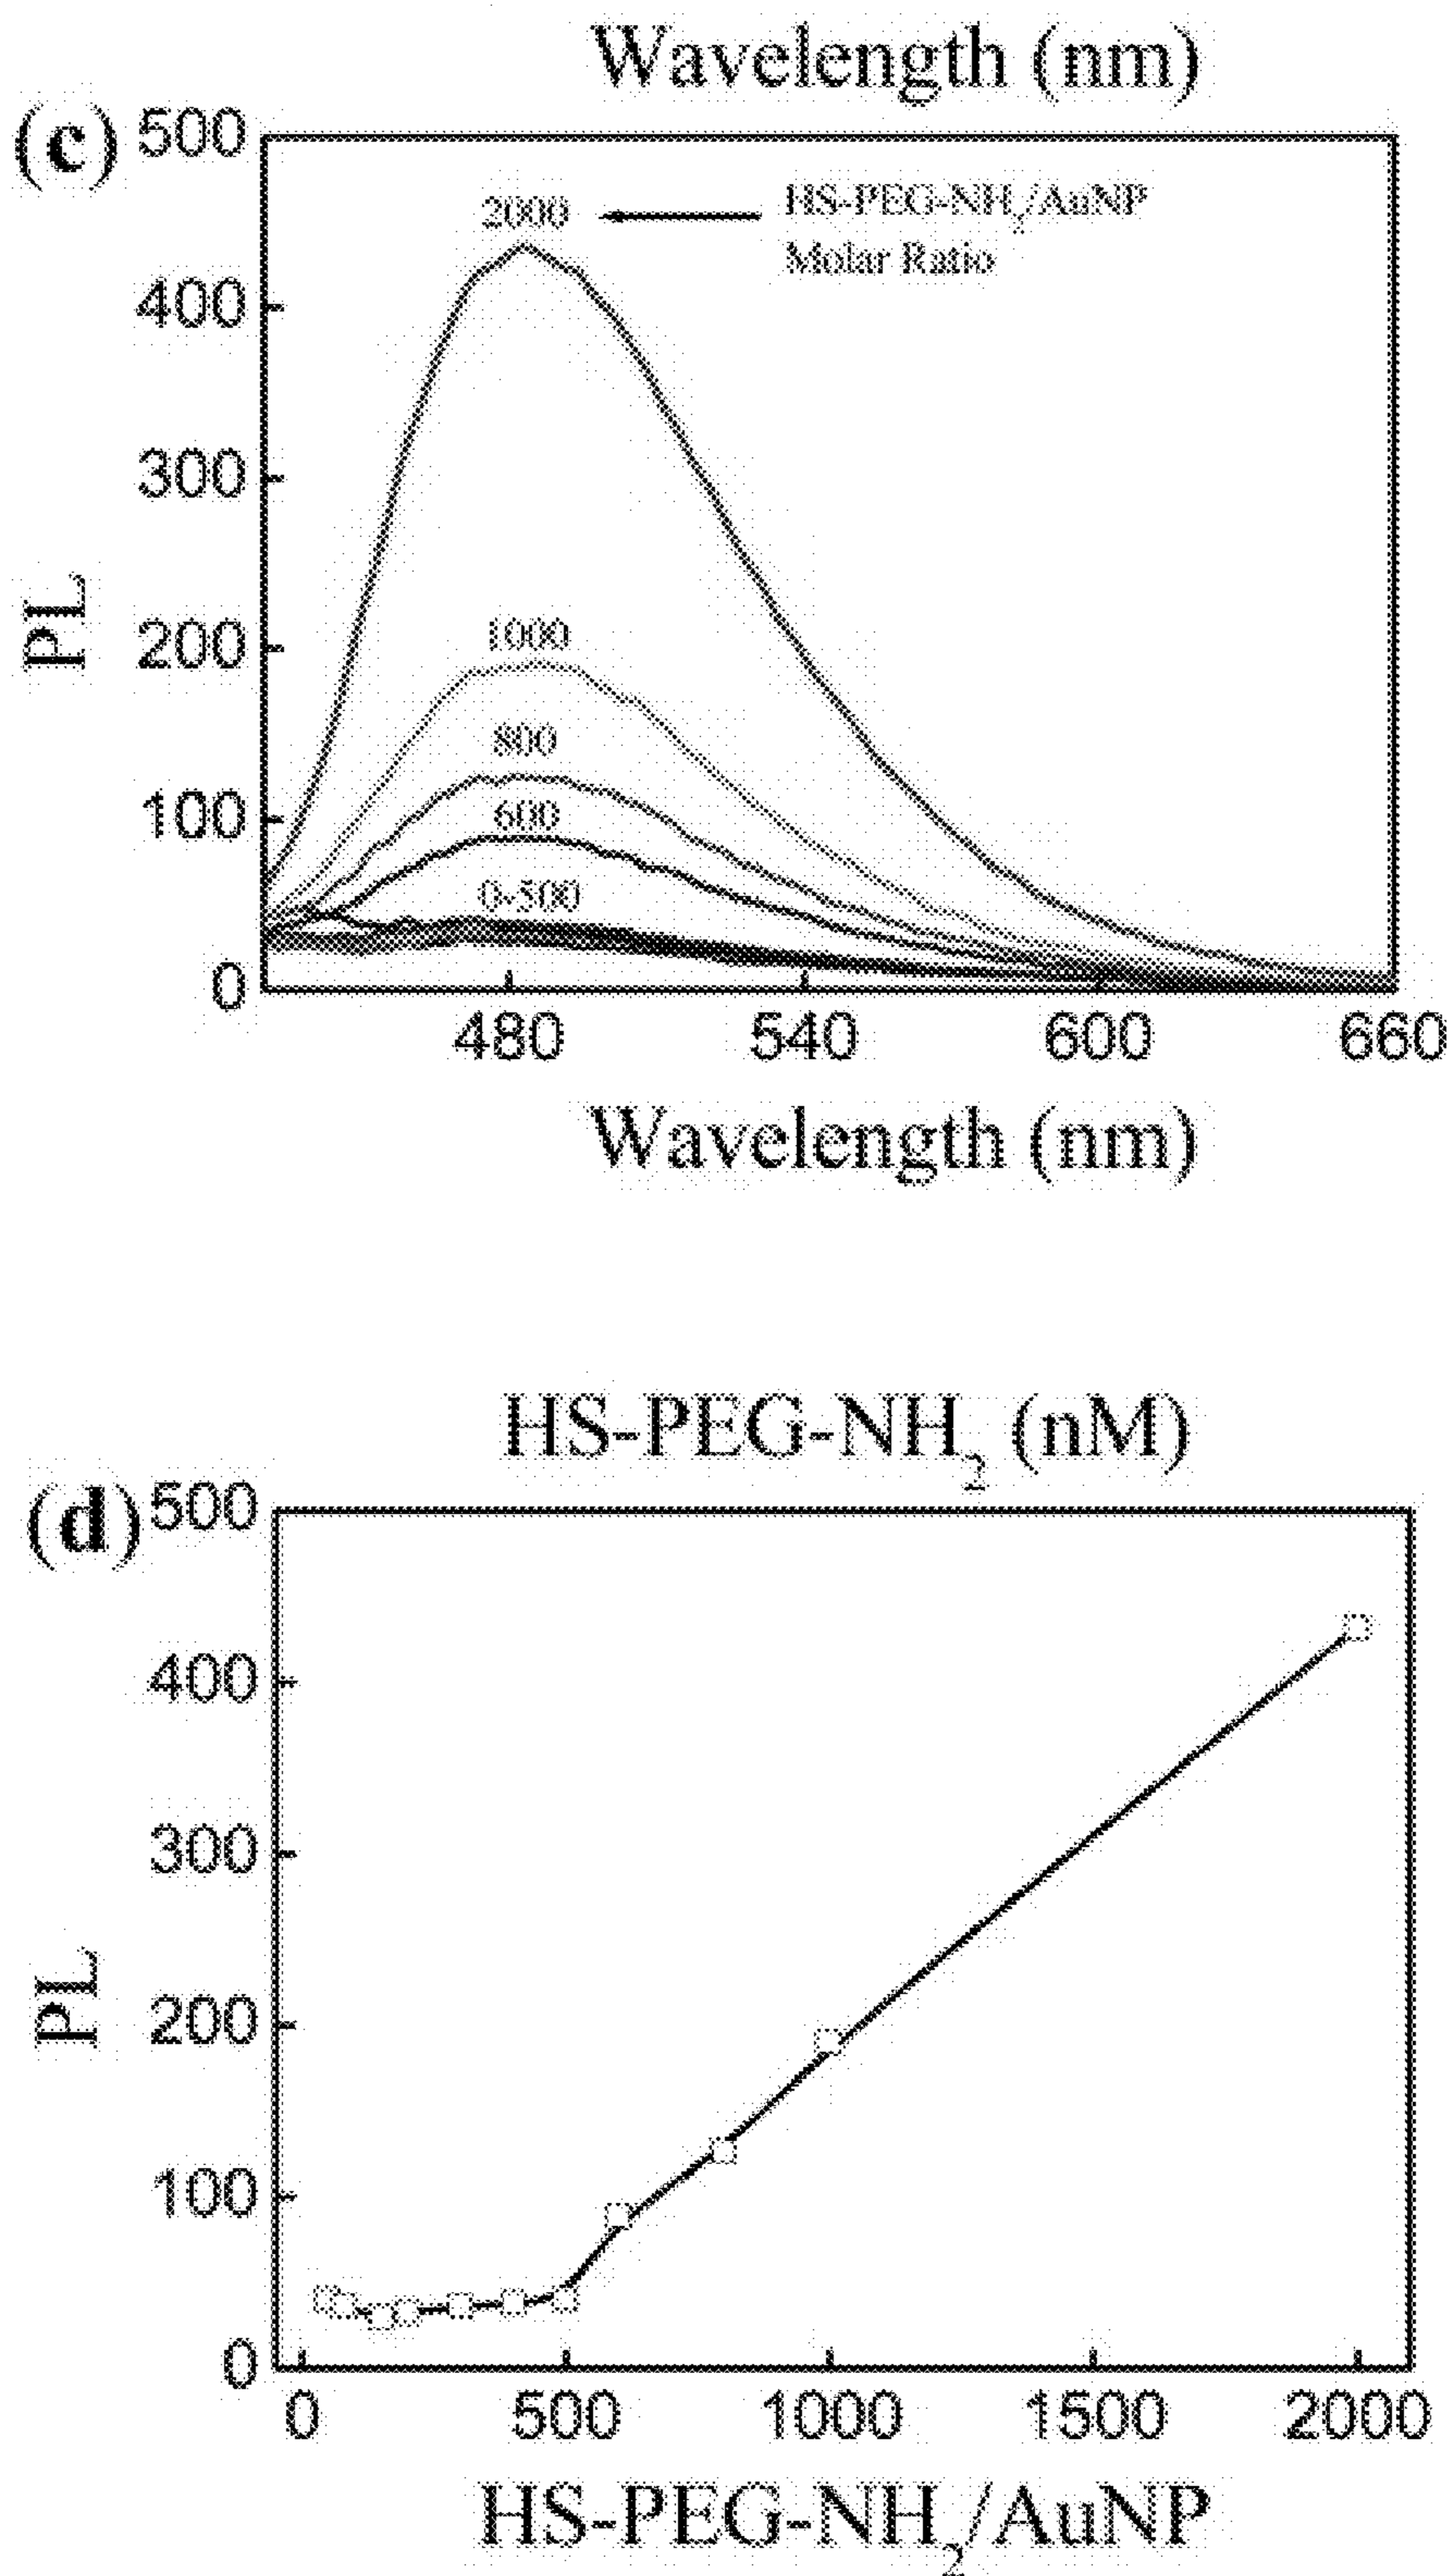 Wavelength (nm)
(c)
500
400
300
200
100
0
PL
2000
HS-PEG-NH2/AuNP
Molar Ratio
1000
800
600
0-500
480 540 600 660
Wavelength (nm)
HS-PEG-NH2 (nM)
(d)
500
400
300
200
100
0
PL
0 500 1000 1500 2000
HS-PEG-NH2/AuNP